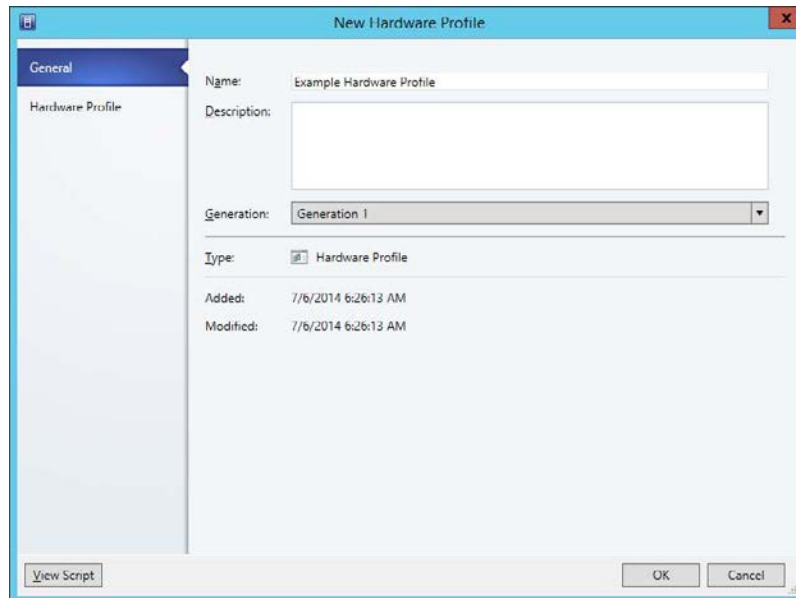 New Hardware Profile
x
General
Hardware Profile
Name:
Example Hardware Profile
Description:
Generation:
Generation 1
Type:
Hardware Profile
Added:
7/6/2014 6:26:13 AM
Modified:
7/6/2014 6:26:13 AM
View Script
OK
Cancel